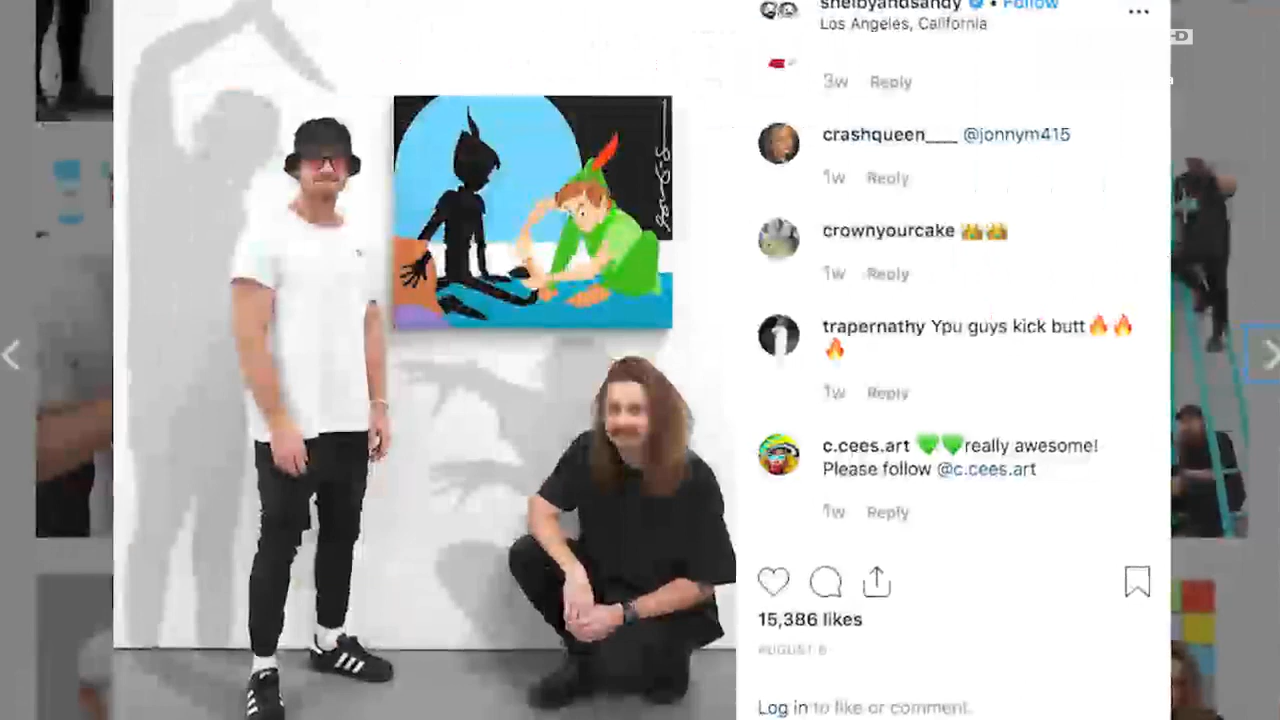 shelbyandsandy • Follow
Los Angeles, California
3w Reply
crashqueen___ @jonnym415
1w Reply
crownyourcake 👑👑
1w Reply
trapernathy Ypu guys kick butt🔥🔥
🔥
1w Reply
c.cees.art 💚💚really awesome!
Please follow @c.cees.art
1w Reply
15,386 likes
AUGUST 6
Log in to like or comment.